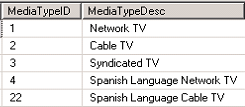 MediaTypeID MediaTypeDesc
1 Network TV
2 Cable TV
3 Syndicated TV
4 Spanish Language Network TV
22 Spanish Language Cable TV